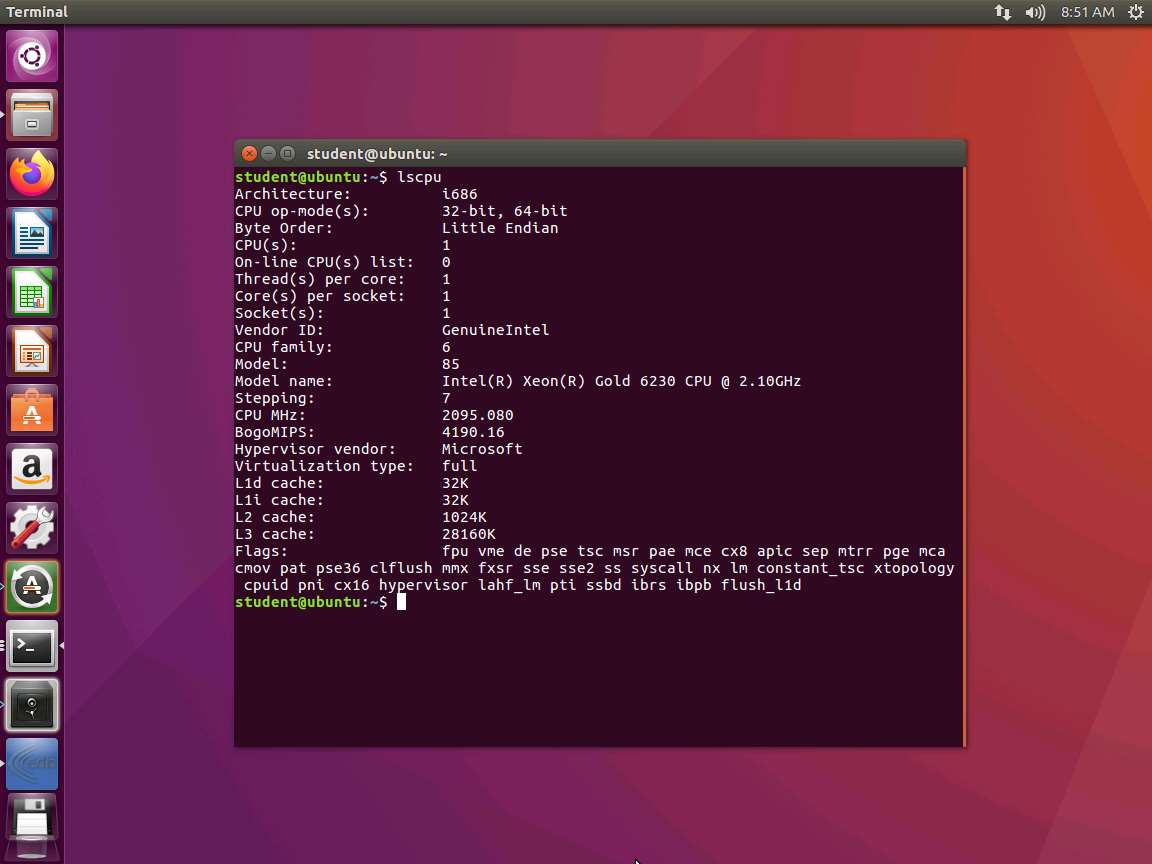 Terminal
8:51 AM
student@ubuntu: ~
student@ubuntu:~$ lscpu
Architecture:          i686
CPU op-mode(s):        32-bit, 64-bit
Byte Order:            Little Endian
CPU(s):                1
On-line CPU(s) list:   0
Thread(s) per core:    1
Core(s) per socket:    1
Socket(s):             1
Vendor ID:             GenuineIntel
CPU family:            6
Model:                 85
Model name:            Intel(R) Xeon(R) Gold 6230 CPU @ 2.10GHz
Stepping:              7
CPU MHz:               2095.080
BogoMIPS:              4190.16
Hypervisor vendor:     Microsoft
Virtualization type:   full
L1d cache:             32K
L1i cache:             32K
L2 cache:              1024K
L3 cache:              28160K
Flags:                 fpu vme de pse tsc msr pae mce cx8 apic sep mtrr pge mca
cmov pat pse36 clflush mmx fxsr sse sse2 ss syscall nx lm constant_tsc xtopology
 cpuid pni cx16 hypervisor lahf_lm pti ssbd ibrs ibpb flush_l1d
student@ubuntu:~$
a
edb